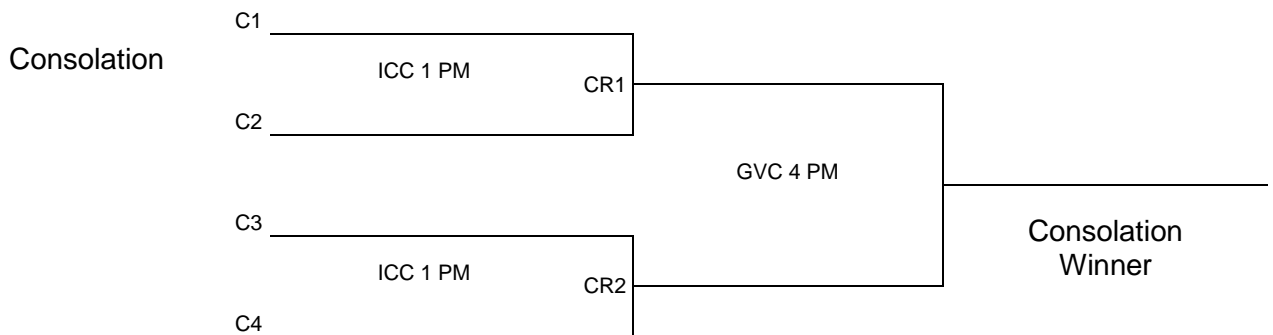 C1
Consolation
ICC 1 PM
CR1
C2
GVC 4 PM
C3
Consolation
Winner
ICC 1 PM
CR2
C4